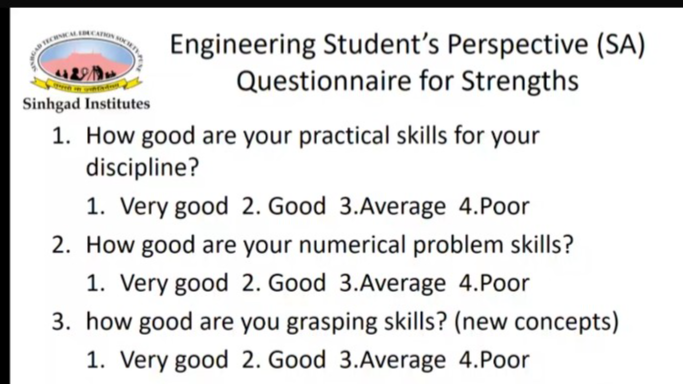 SINHGAD TECHNICAL EDUCATION SOCIETY
Engineering Student's Perspective (SA)
Questionnaire for Strengths
Sinhgad Institutes
1. How good are your practical skills for your
discipline?
1. Very good 2. Good 3.Average 4.Poor
2. How good are your numerical problem skills?
1. Very good 2. Good 3.Average 4.Poor
3. how good are you grasping skills? (new concepts)
1. Very good 2. Good 3.Average 4.Poor